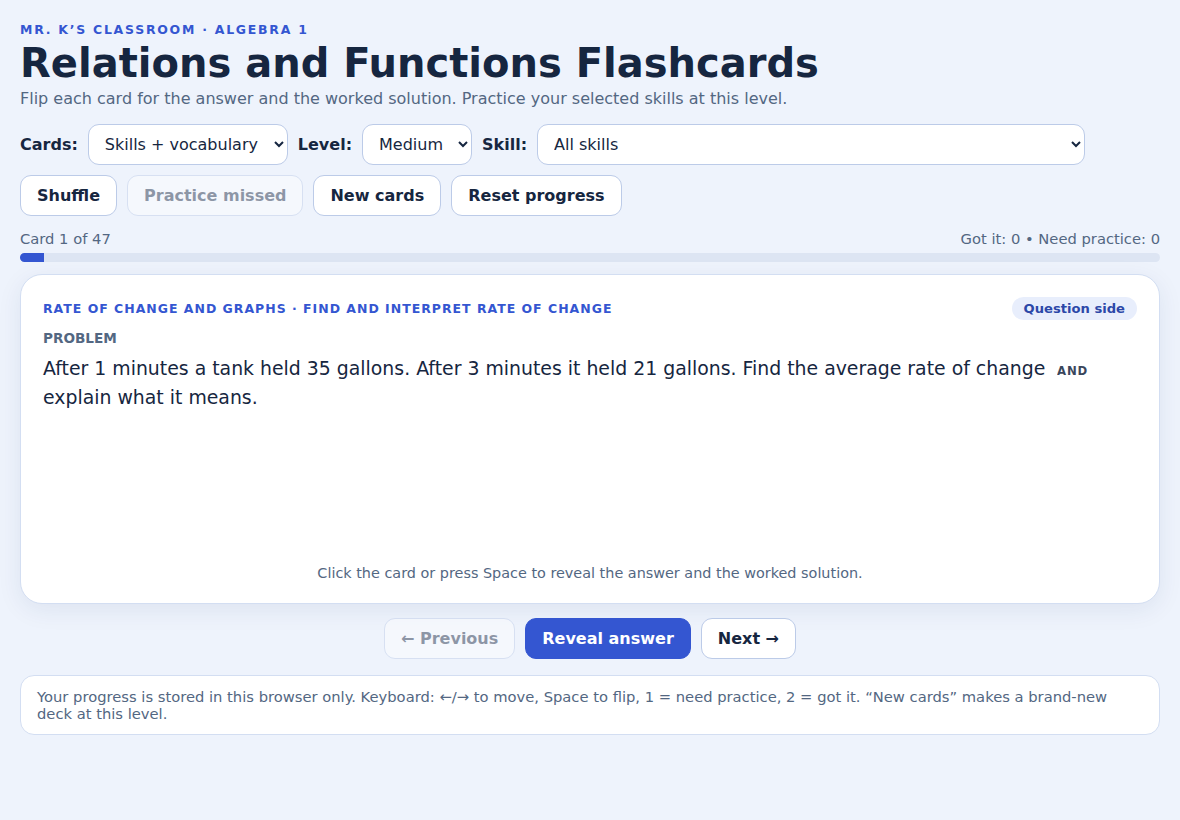 MR. K’S CLASSROOM · ALGEBRA 1
Relations and Functions Flashcards
Flip each card for the answer and the worked solution. Practice your selected skills at this level.
Cards: Skills + vocabulary Level: Medium Skill: All skills
Shuffle Practice missed New cards Reset progress
Card 1 of 47 Got it: 0 • Need practice: 0
RATE OF CHANGE AND GRAPHS · FIND AND INTERPRET RATE OF CHANGE Question side
PROBLEM
After 1 minutes a tank held 35 gallons. After 3 minutes it held 21 gallons. Find the average rate of change AND
explain what it means.
Click the card or press Space to reveal the answer and the worked solution.
← Previous Reveal answer Next →
Your progress is stored in this browser only. Keyboard: ←/→ to move, Space to flip, 1 = need practice, 2 = got it. “New cards” makes a brand-new
deck at this level.